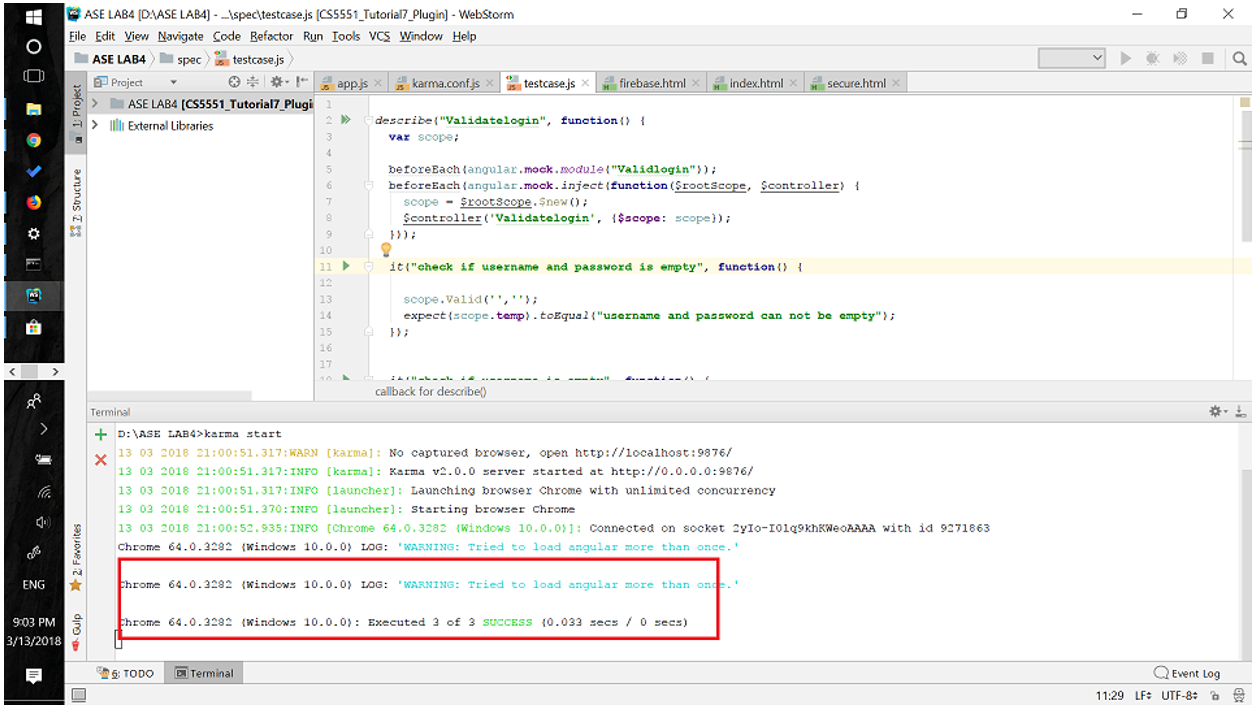 ASE LAB4 [D:\ASE LAB4] - ...\spec\testcase.js [CS5551_Tutorial7_Plugin] - WebStorm
File Edit View Navigate Code Refactor Run Tools VCS Window Help
ASE LAB4 spec testcase.js
Project
app.js karma.conf.js testcase.js firebase.html index.html secure.html
1: Project
7: Structure
ASE LAB4 [CS5551_Tutorial7_Plugi
External Libraries
1
2 describe("Validatelogin", function() {
3 var scope;
4
5 beforeEach(angular.mock.module("Validlogin"));
6 beforeEach(angular.mock.inject(function($rootScope, $controller) {
7 scope = $rootScope.$new();
8 $controller('Validatelogin', {$scope: scope});
9 }));
10
11 it("check if username and password is empty", function() {
12
13 scope.Valid('','');
14 expect(scope.temp).toEqual("username and password can not be empty");
15 });
16
17
18 it("check if username is empty", function() {
callback for describe()
Terminal
D:\ASE LAB4>karma start
13 03 2018 21:00:51.317:WARN [karma]: No captured browser, open http://localhost:9876/
13 03 2018 21:00:51.317:INFO [karma]: Karma v2.0.0 server started at http://0.0.0.0:9876/
13 03 2018 21:00:51.317:INFO [launcher]: Launching browser Chrome with unlimited concurrency
13 03 2018 21:00:51.370:INFO [launcher]: Starting browser Chrome
13 03 2018 21:00:52.935:INFO [Chrome 64.0.3282 (Windows 10.0.0)]: Connected on socket 2yIo-I0lq9khKWeoAAAA with id 9271863
Chrome 64.0.3282 (Windows 10.0.0) LOG: 'WARNING: Tried to load angular more than once.'
Chrome 64.0.3282 (Windows 10.0.0) LOG: 'WARNING: Tried to load angular more than once.'
Chrome 64.0.3282 (Windows 10.0.0): Executed 3 of 3 SUCCESS (0.033 secs / 0 secs)
2: Favorites
Gulp
ENG
9:03 PM
3/13/2018
6: TODO Terminal Event Log
11:29 LF UTF-8